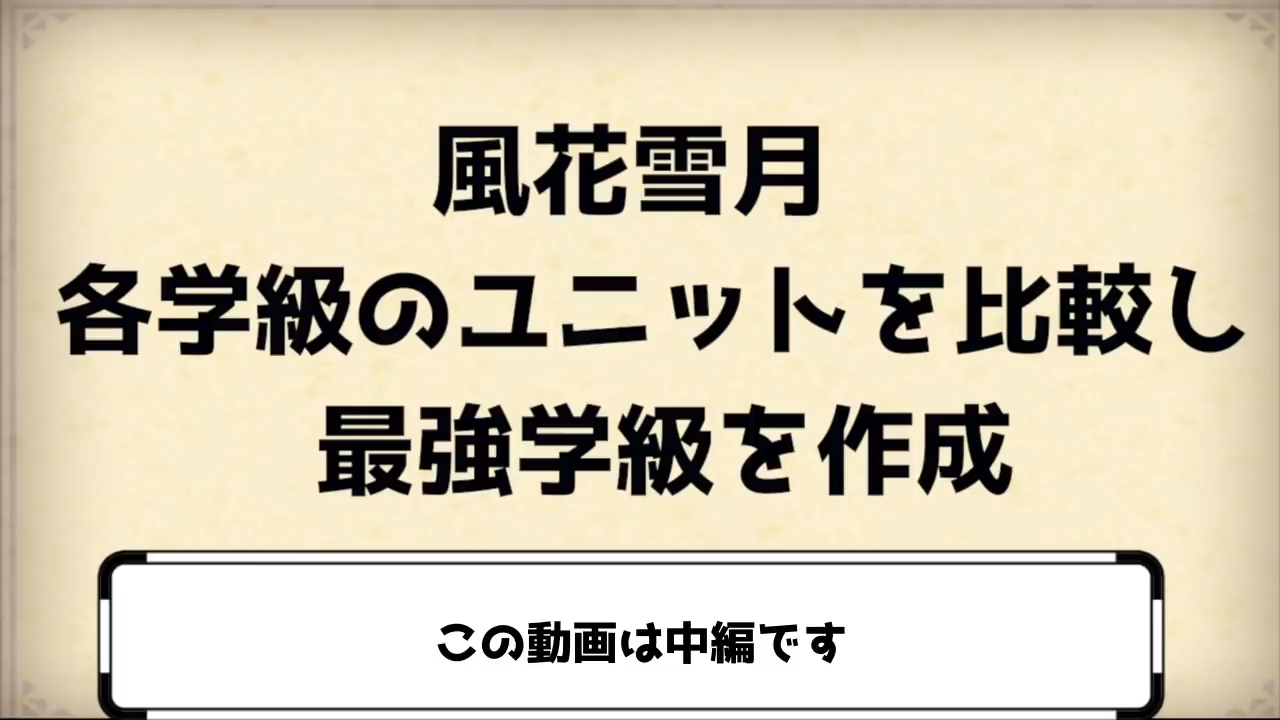 風花雪月
各学級のユニットを比較し
最強学級を作成
この動画は中編です